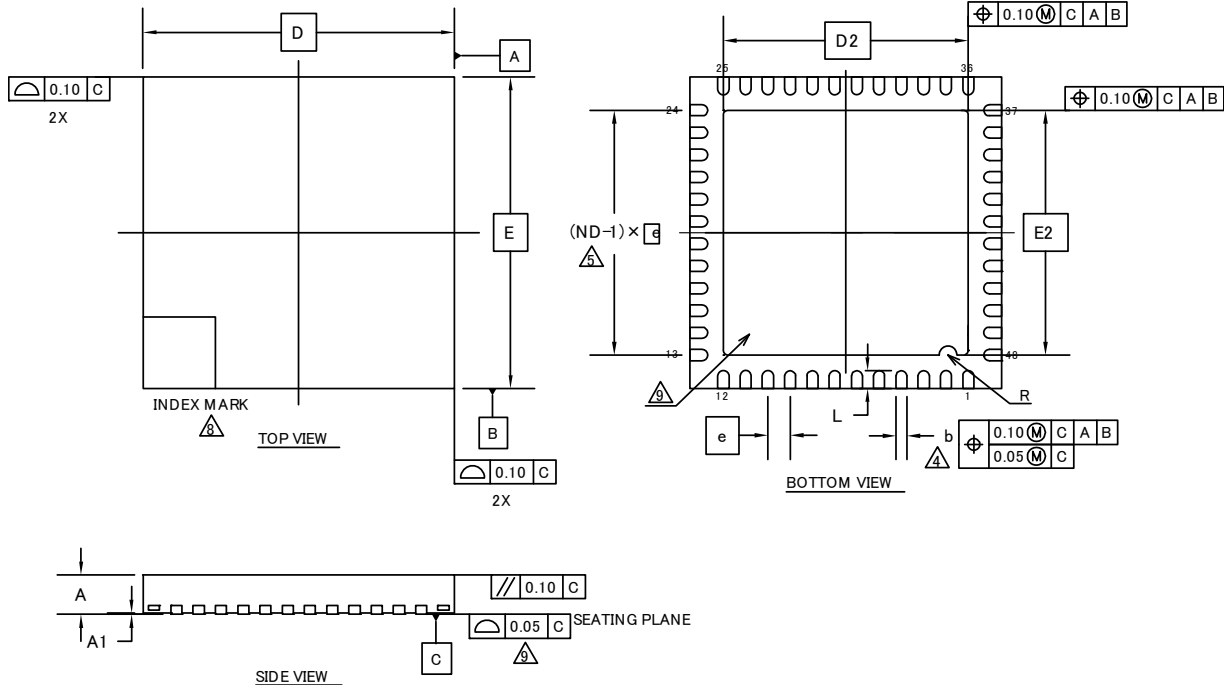 D
A
⌓ 0.10 C
2X
E
INDEX MARK
8
TOP VIEW
B
⌓ 0.10 C
2X
⌖ 0.10 Ⓜ C A B
D2
25
36
⌖ 0.10 Ⓜ C A B
24
37
(ND-1)× e
5
E2
13
48
9
12
1
L
R
e
b
4
⌖ 0.10 Ⓜ C A B
0.05 Ⓜ C
BOTTOM VIEW
A
A1
// 0.10 C
⌓ 0.05 C SEATING PLANE
9
C
SIDE VIEW